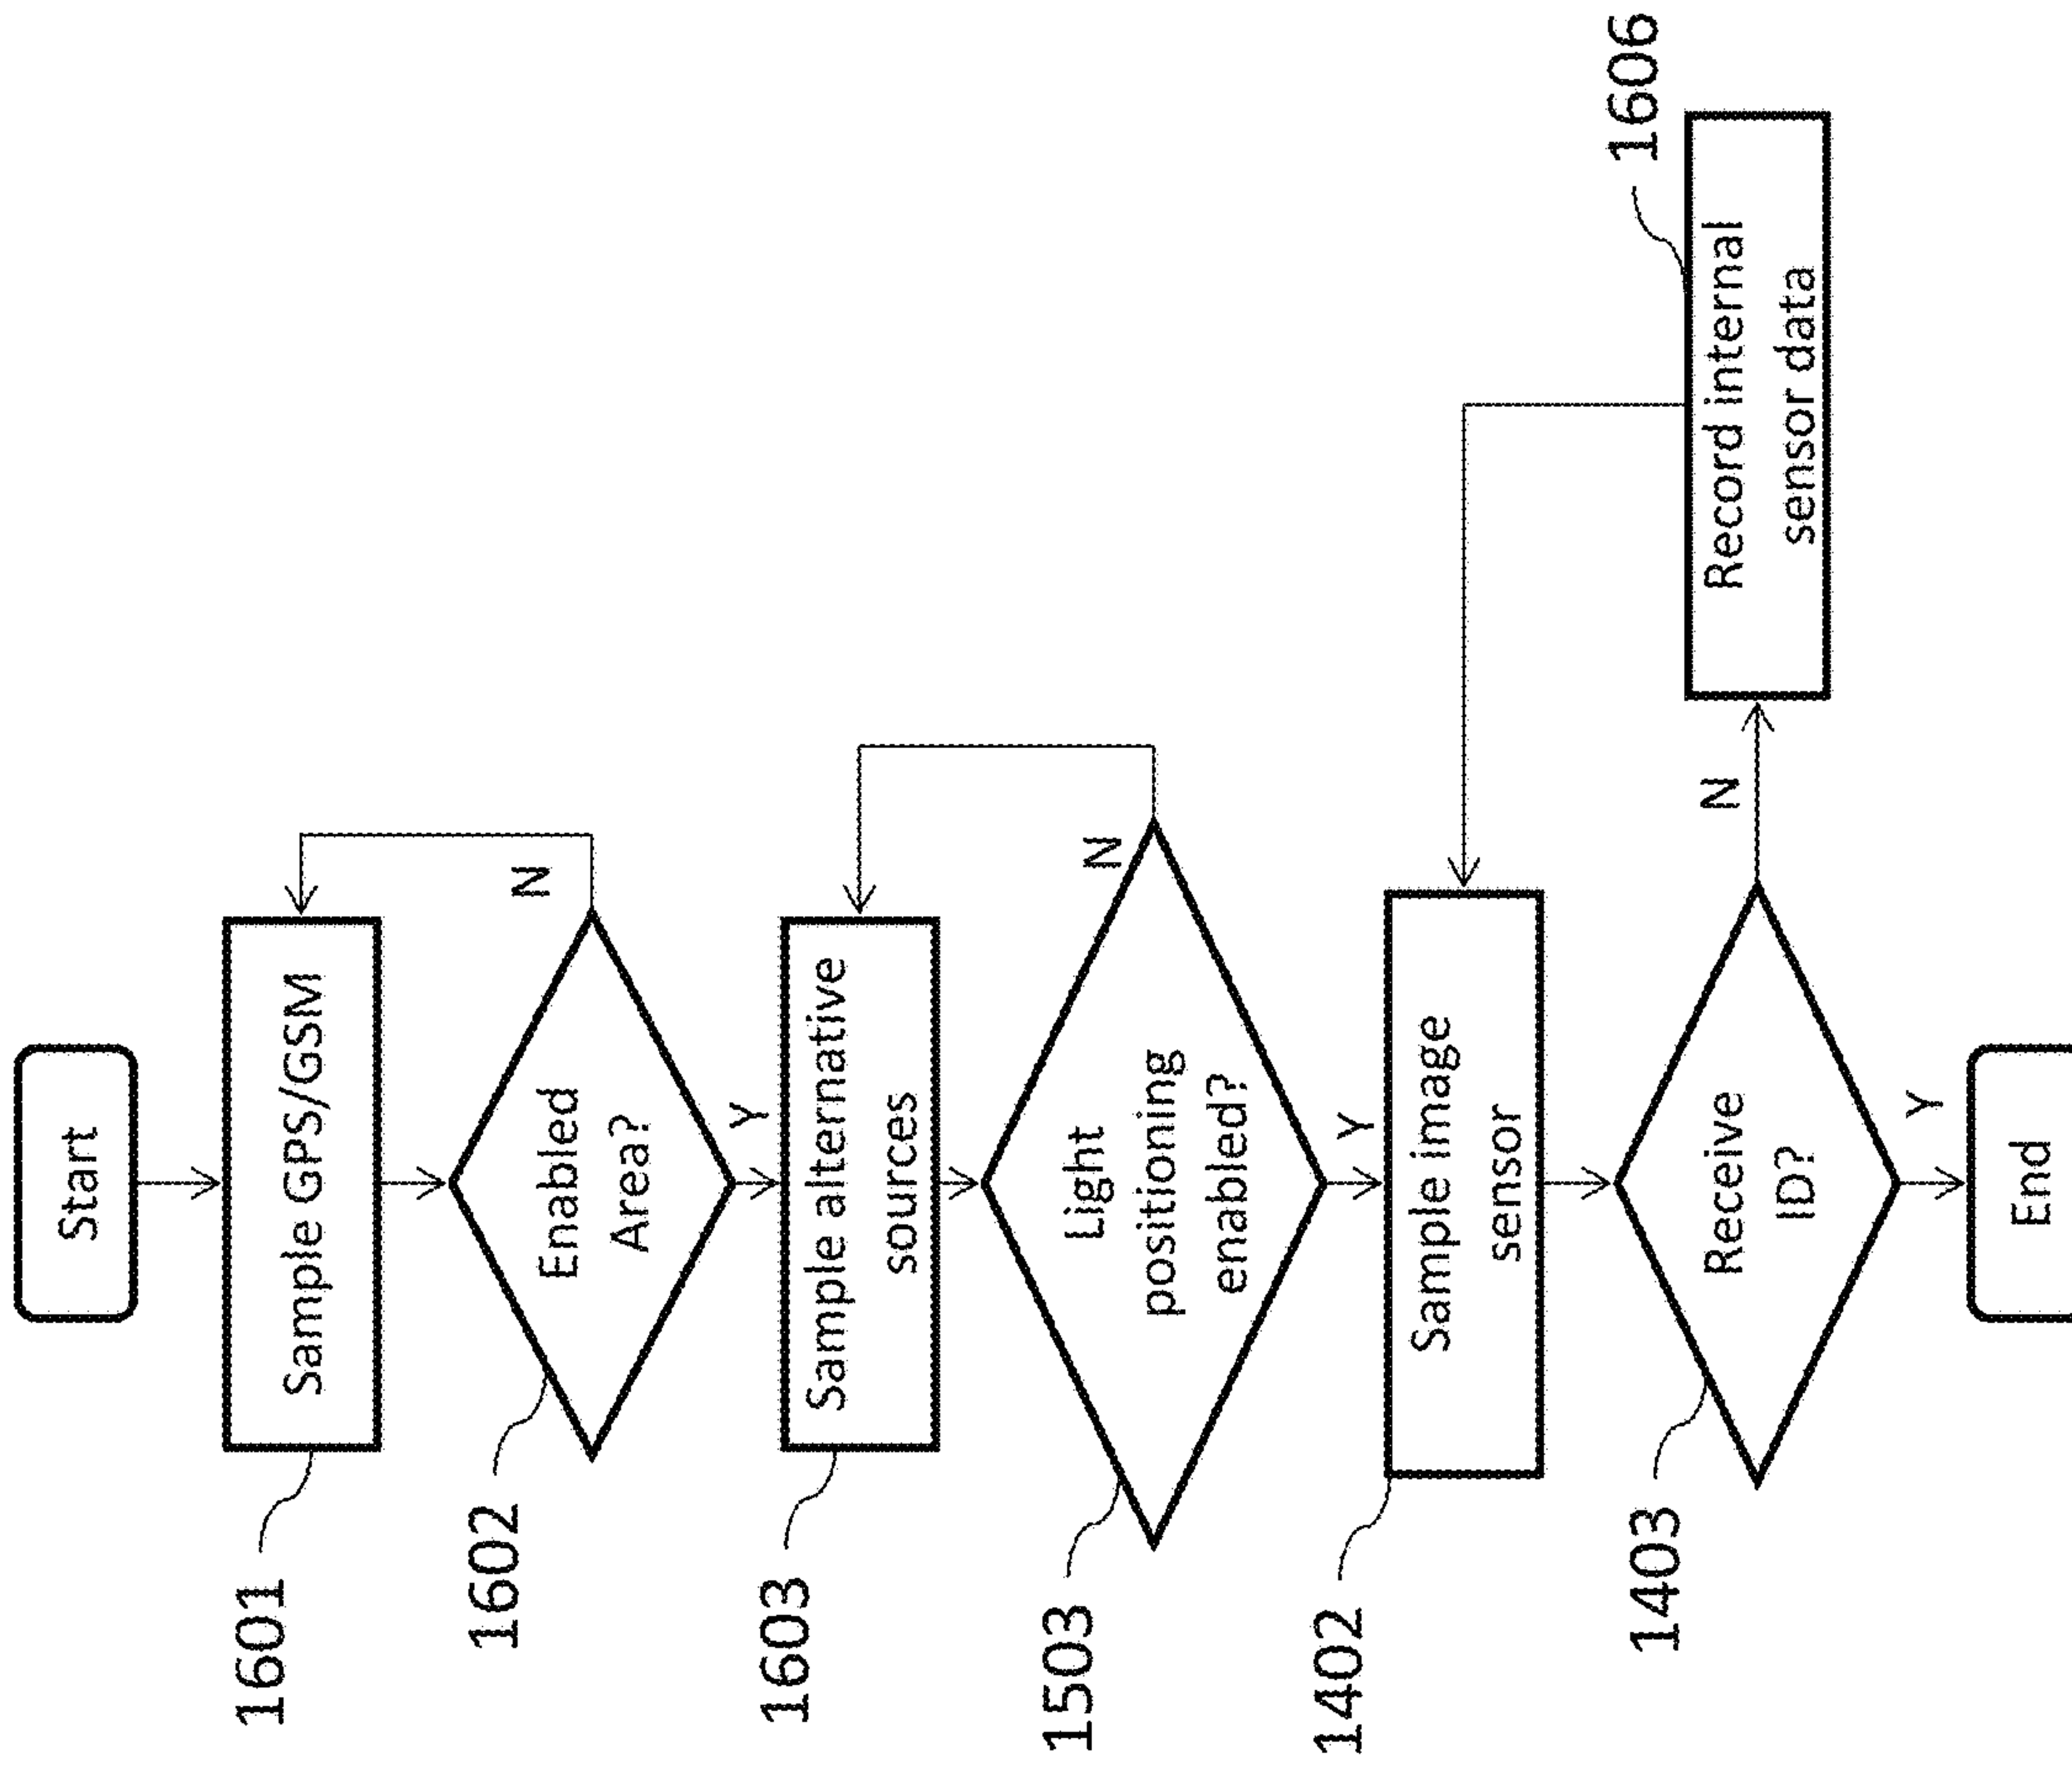 Start
1601
Sample GPS/GSM
1602
Enabled
Area?
N
Y
1603
Sample alternative
sources
1503
Light
positioning
enabled?
N
Y
1402
Sample image
sensor
1403
Receive
ID?
N
1606
Record internal
sensor data
Y
End